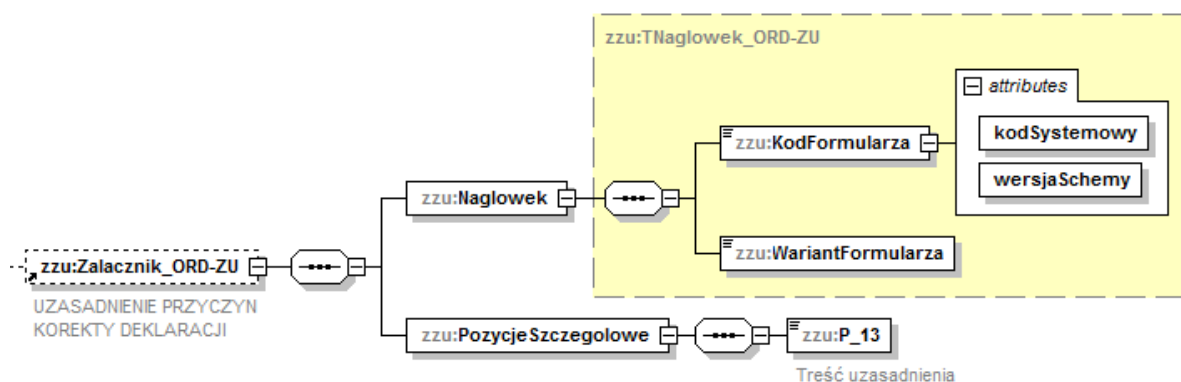 zzu:TNaglowek_ORD-ZU
attributes
kodSystemowy
wersjaSchemy
zzu:KodFormularza
zzu:WariantFormularza
zzu:Naglowek
zzu:Zalacznik_ORD-ZU
UZASADNIENIE PRZYCZYN
KOREKTY DEKLARACJI
zzu:PozycjeSzczegolowe
zzu:P_13
Treść uzasadnienia